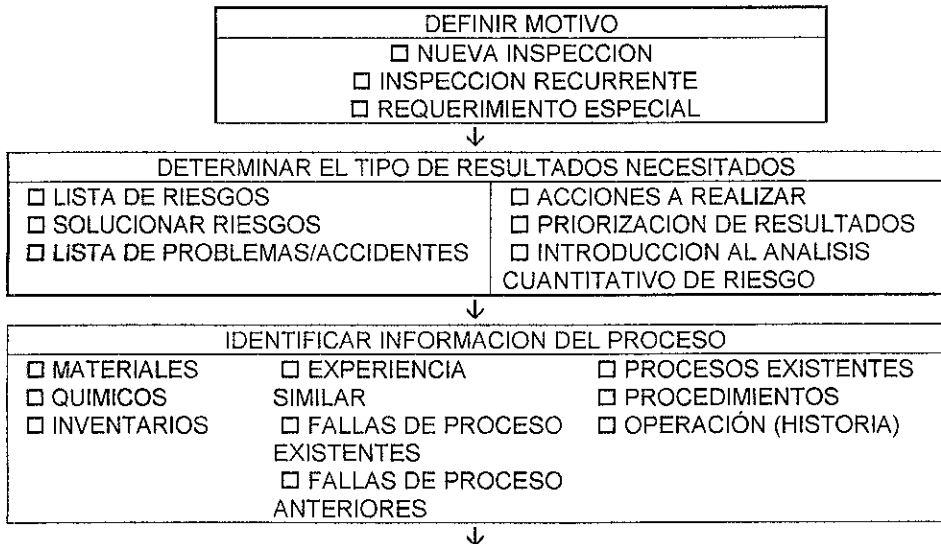 DEFINIR MOTIVO
☐ NUEVA INSPECCION
☐ INSPECCION RECURRENTE
☐ REQUERIMIENTO ESPECIAL
↓
DETERMINAR EL TIPO DE RESULTADOS NECESITADOS
☐ LISTA DE RIESGOS
☐ SOLUCIONAR RIESGOS
☐ LISTA DE PROBLEMAS/ACCIDENTES
☐ ACCIONES A REALIZAR
☐ PRIORIZACION DE RESULTADOS
☐ INTRODUCCION AL ANALISIS
CUANTITATIVO DE RIESGO
↓
IDENTIFICAR INFORMACION DEL PROCESO
☐ MATERIALES
☐ QUIMICOS
☐ INVENTARIOS
☐ EXPERIENCIA
SIMILAR
☐ FALLAS DE PROCESO
EXISTENTES
☐ FALLAS DE PROCESO
ANTERIORES
☐ PROCESOS EXISTENTES
☐ PROCEDIMIENTOS
☐ OPERACIÓN (HISTORIA)
↓